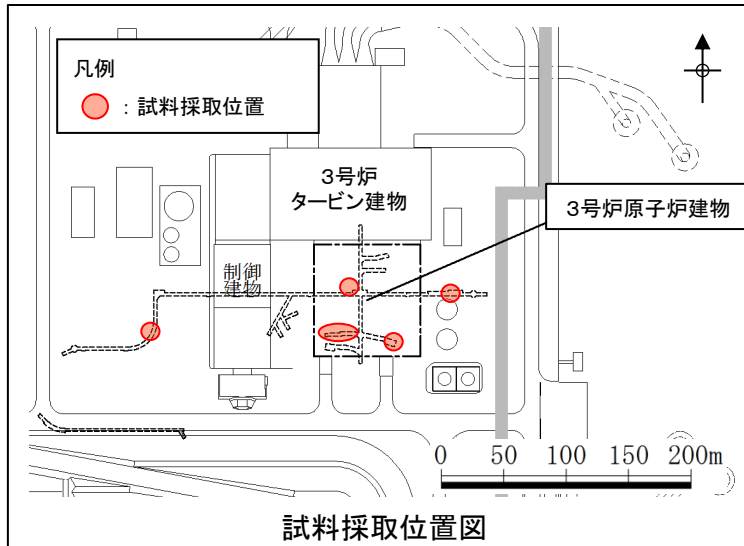 凡例
：試料採取位置
3号炉
タービン建物
3号炉原子炉建物
制御
建物
0 50 100 150 200m
試料採取位置図